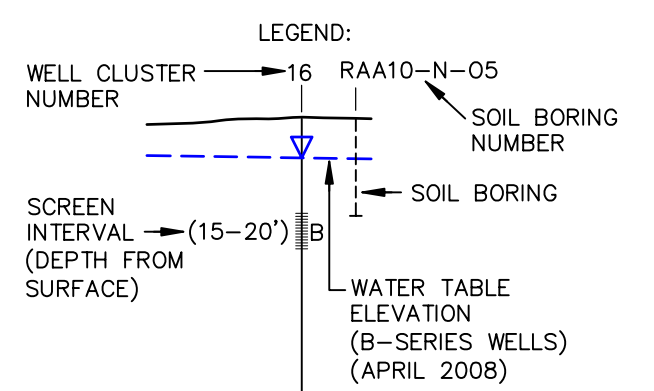 LEGEND:
WELL CLUSTER
NUMBER
16
RAA10-N-05
SOIL BORING
NUMBER
SOIL BORING
SCREEN
INTERVAL
(DEPTH FROM
SURFACE)
(15-20')
B
WATER TABLE
ELEVATION
(B-SERIES WELLS)
(APRIL 2008)